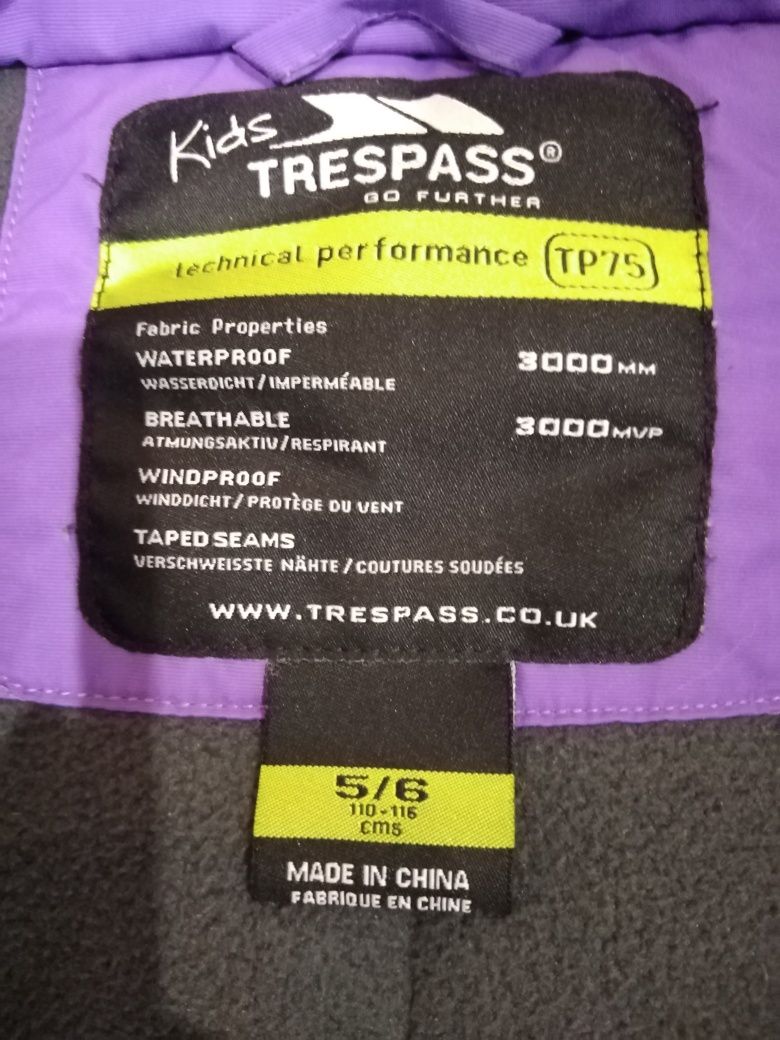 Kids
TRESPASS®
GO FURTHER
technical performance TP75
Fabric Properties
WATERPROOF 3000MM
WASSERDICHT/IMPERMÉABLE
BREATHABLE 3000MVP
ATMUNGSAKTIV/RESPIRANT
WINDPROOF
WINDDICHT/PROTÈGE DU VENT
TAPED SEAMS
VERSCHWEISSTE NÄHTE/COUTURES SOUDÉES
WWW.TRESPASS.CO.UK
5/6
110-116
cms
MADE IN CHINA
FABRIQUE EN CHINE